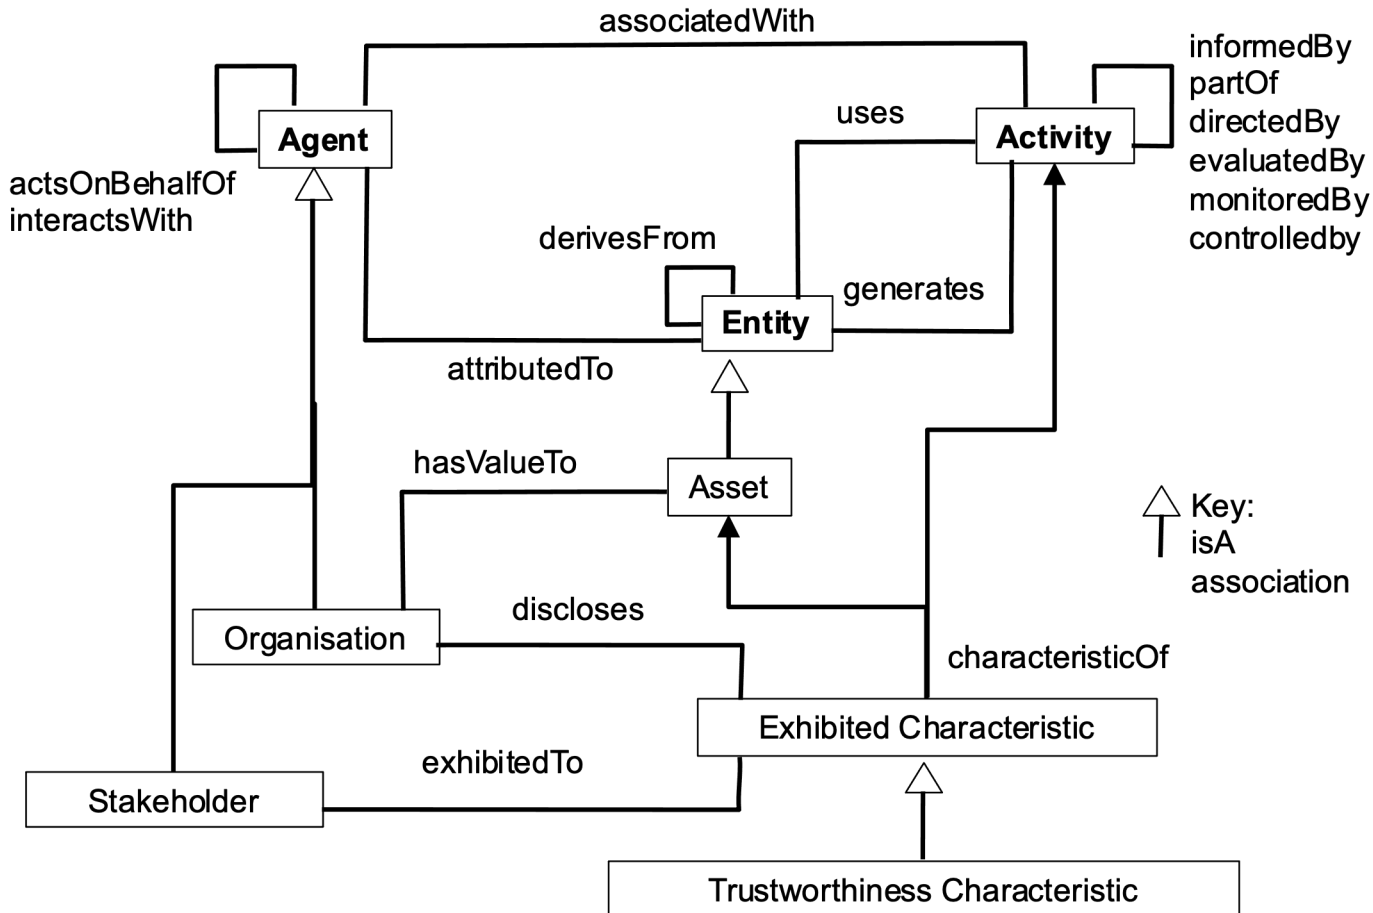 associatedWith
informedBy
partOf
directedBy
evaluatedBy
monitoredBy
controlledby
uses
Activity
Agent
actsOnBehalfOf
interactsWith
derivesFrom
generates
Entity
attributedTo
hasValueTo
Asset
Key:
isA
association
discloses
Organisation
characteristicOf
Exhibited Characteristic
exhibitedTo
Stakeholder
Trustworthiness Characteristic